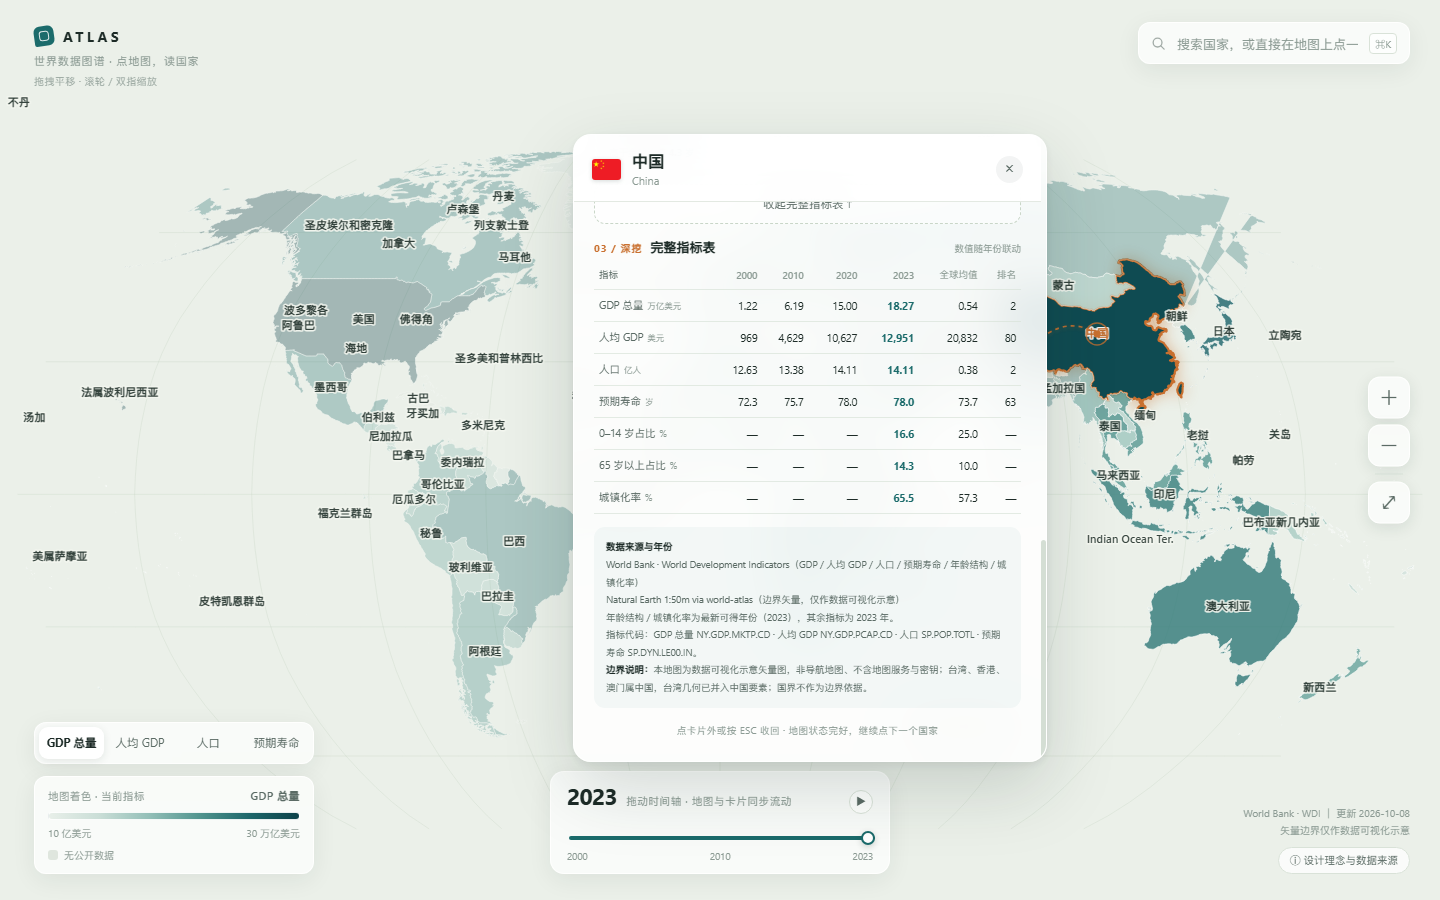 ATLAS
世界数据图谱 · 点地图，读国家
拖拽平移 · 滚轮 / 双指缩放
搜索国家，或直接在地图上点一
⌘K
不丹
丹麦
卢森堡
圣皮埃尔和密克隆
列支敦士登
加拿大
马耳他
波多黎各
阿鲁巴
美国
佛得角
海地
圣多美和普林西比
墨西哥
法属波利尼西亚
古巴
汤加
伯利兹
牙买加
多米尼克
尼加拉瓜
巴拿马
委内瑞拉
哥伦比亚
厄瓜多尔
福克兰群岛
秘鲁
巴西
美属萨摩亚
玻利维亚
巴拉圭
皮特凯恩群岛
阿根廷
中国
China
×
收起完整指标表 ↑
03 / 深挖 完整指标表 数值随年份联动
指标 2000 2010 2020 2023 全球均值 排名
GDP 总量 万亿美元 1.22 6.19 15.00 18.27 0.54 2
人均 GDP 美元 969 4,629 10,627 12,951 20,832 80
人口 亿人 12.63 13.38 14.11 14.11 0.38 2
预期寿命 岁 72.3 75.7 78.0 78.0 73.7 63
0–14 岁占比 % — — — 16.6 25.0 —
65 岁以上占比 % — — — 14.3 10.0 —
城镇化率 % — — — 65.5 57.3 —
数据来源与年份
World Bank · World Development Indicators（GDP / 人均 GDP / 人口 / 预期寿命 / 年龄结构 / 城
镇化率）
Natural Earth 1:50m via world-atlas（边界矢量，仅作数据可视化示意）
年龄结构 / 城镇化率为最新可得年份（2023），其余指标为 2023 年。
指标代码：GDP 总量 NY.GDP.MKTP.CD · 人均 GDP NY.GDP.PCAP.CD · 人口 SP.POP.TOTL · 预期
寿命 SP.DYN.LE00.IN。
边界说明：本地图为数据可视化示意矢量图，非导航地图、不含地图服务与密钥；台湾、香港、
澳门属中国，台湾几何已并入中国要素；国界不作为边界依据。
点卡片外或按 ESC 收回 · 地图状态完好，继续点下一个国家
蒙古
朝鲜
中国
日本
立陶宛
孟加拉国
缅甸
泰国
老挝
关岛
帕劳
马来西亚
印尼
巴布亚新几内亚
Indian Ocean Ter.
澳大利亚
新西兰
GDP 总量 人均 GDP 人口 预期寿命
地图着色 · 当前指标 GDP 总量
10 亿美元 30 万亿美元
无公开数据
2023 拖动时间轴 · 地图与卡片同步流动
2000 2010 2023
World Bank · WDI ｜ 更新 2026-10-08
矢量边界仅作数据可视化示意
ⓘ 设计理念与数据来源